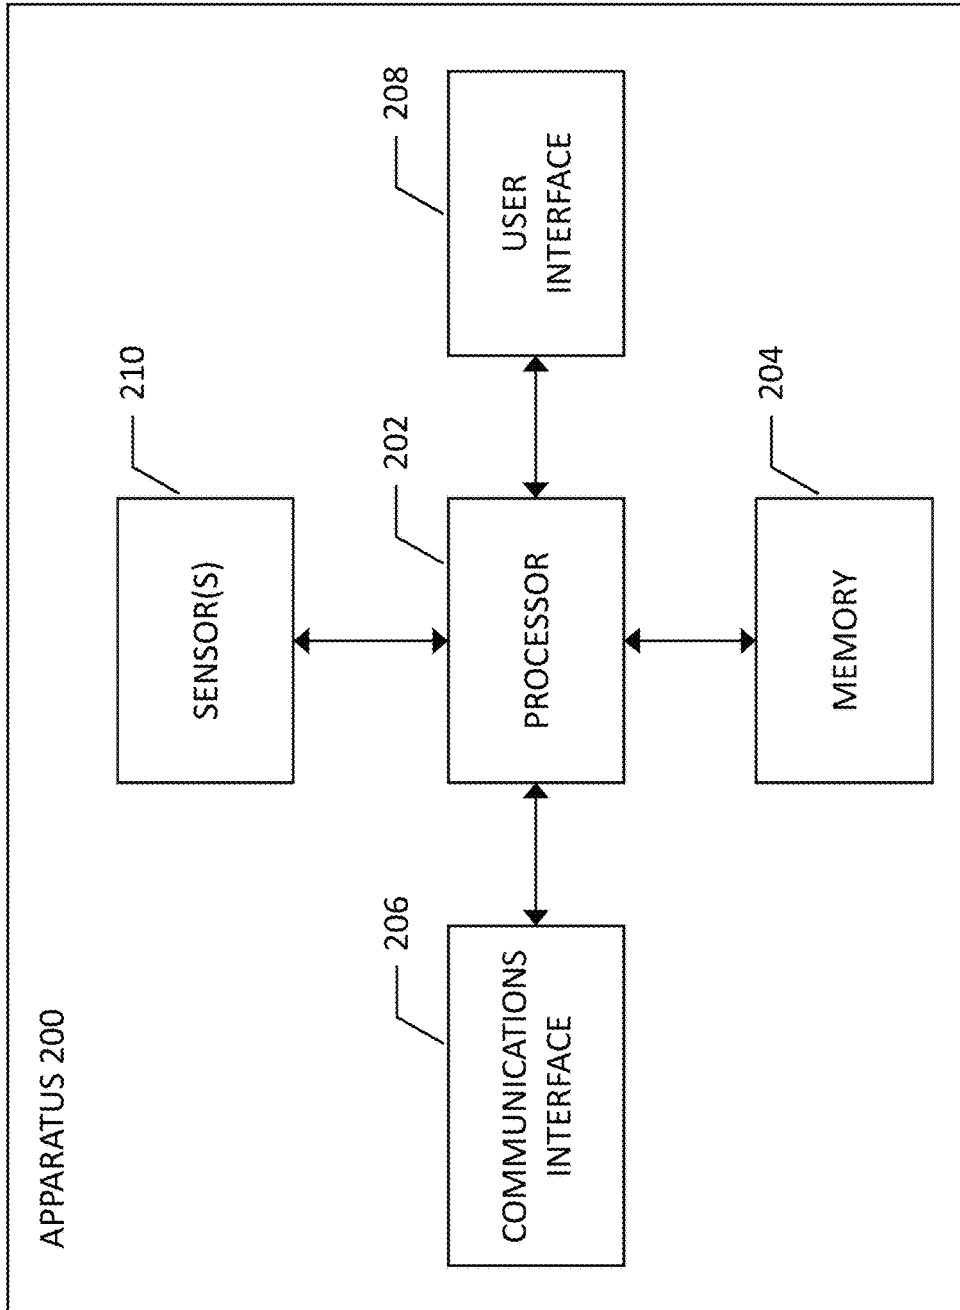 APPARATUS 200
210
SENSOR(S)
206
COMMUNICATIONS
INTERFACE
202
PROCESSOR
208
USER
INTERFACE
204
MEMORY